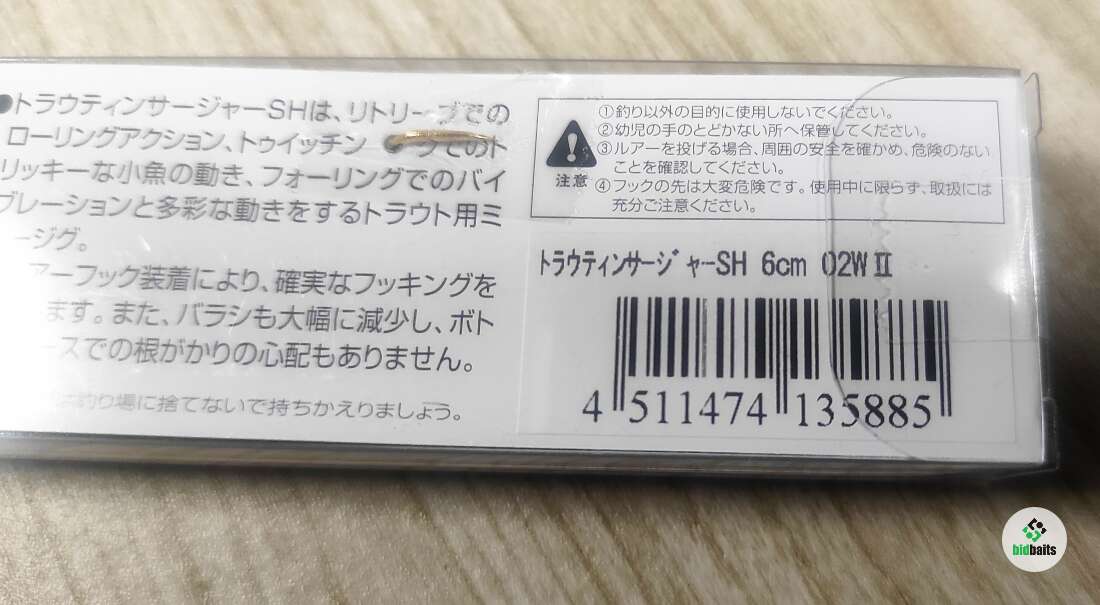 ●トラウティンサージャーSHは、リトリーブでの
ローリングアクション、トゥイッチン でのト
リッキーな小魚の動き、フォーリングでのバイ
ブレーションと多彩な動きをするトラウト用ミ
ージグ。
アーフック装着により、確実なフッキングを
ます。また、バラシも大幅に減少し、ボト
ースでの根がかりの心配もありません。
釣り場に捨てないで持ちかえりましょう。
注意
①釣り以外の目的に使用しないでください。
②幼児の手のとどかない所へ保管してください。
③ルアーを投げる場合、周囲の安全を確かめ、危険のない
ことを確認してください。
④フックの先は大変危険です。使用中に限らず、取扱には
充分ご注意ください。
トラウティンサージャーSH 6cm 02WⅡ
4 511474 135885
bidbaits